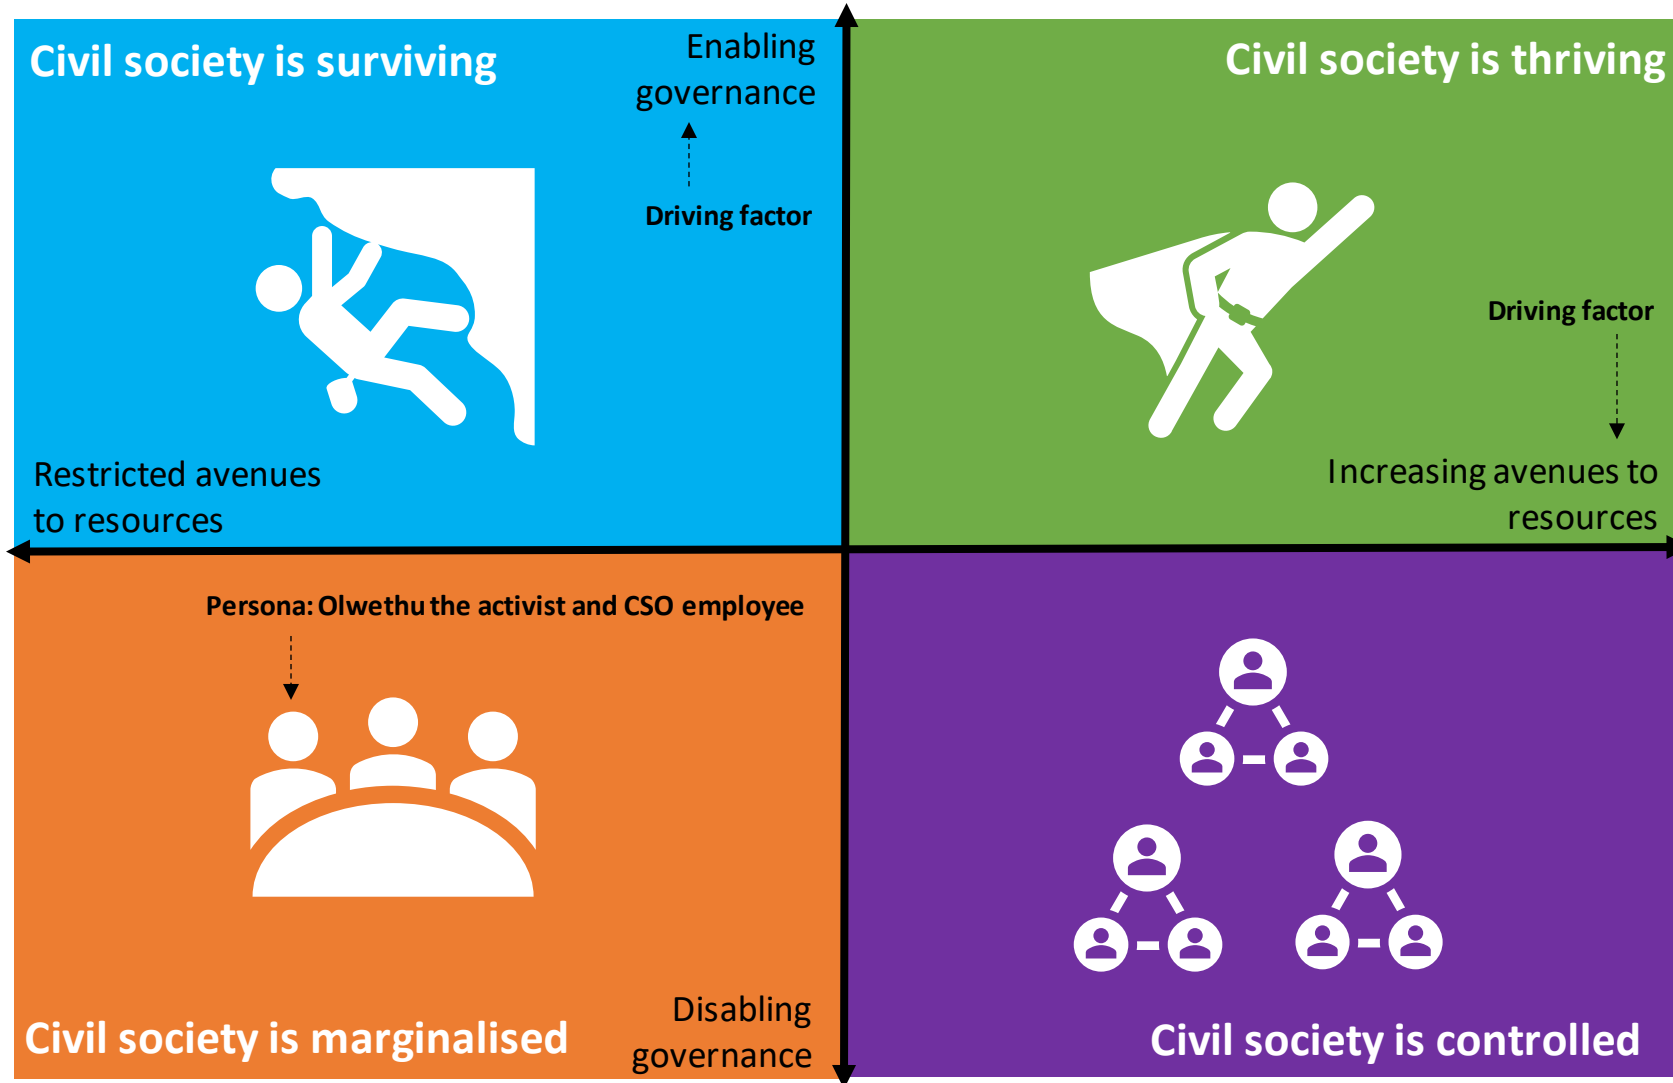 Civil society is surviving
Enabling
governance
Driving factor
Restricted avenues
to resources
Civil society is thriving
Driving factor
Increasing avenues to
resources
Persona: Olwethu the activist and CSO employee
Civil society is marginalised
Disabling
governance
Civil society is controlled